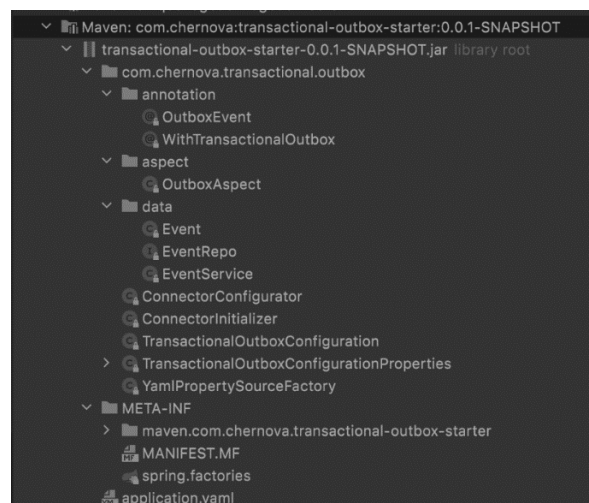 Maven: com.chernova:transactional-outbox-starter:0.0.1-SNAPSHOT
transactional-outbox-starter-0.0.1-SNAPSHOT.jar library root
com.chernova.transactional.outbox
annotation
OutboxEvent
WithTransactionalOutbox
aspect
OutboxAspect
data
Event
EventRepo
EventService
ConnectorConfigurator
ConnectorInitializer
TransactionalOutboxConfiguration
TransactionalOutboxConfigurationProperties
YamlPropertySourceFactory
META-INF
maven.com.chernova.transactional-outbox-starter
MANIFEST.MF
spring.factories
application.yaml